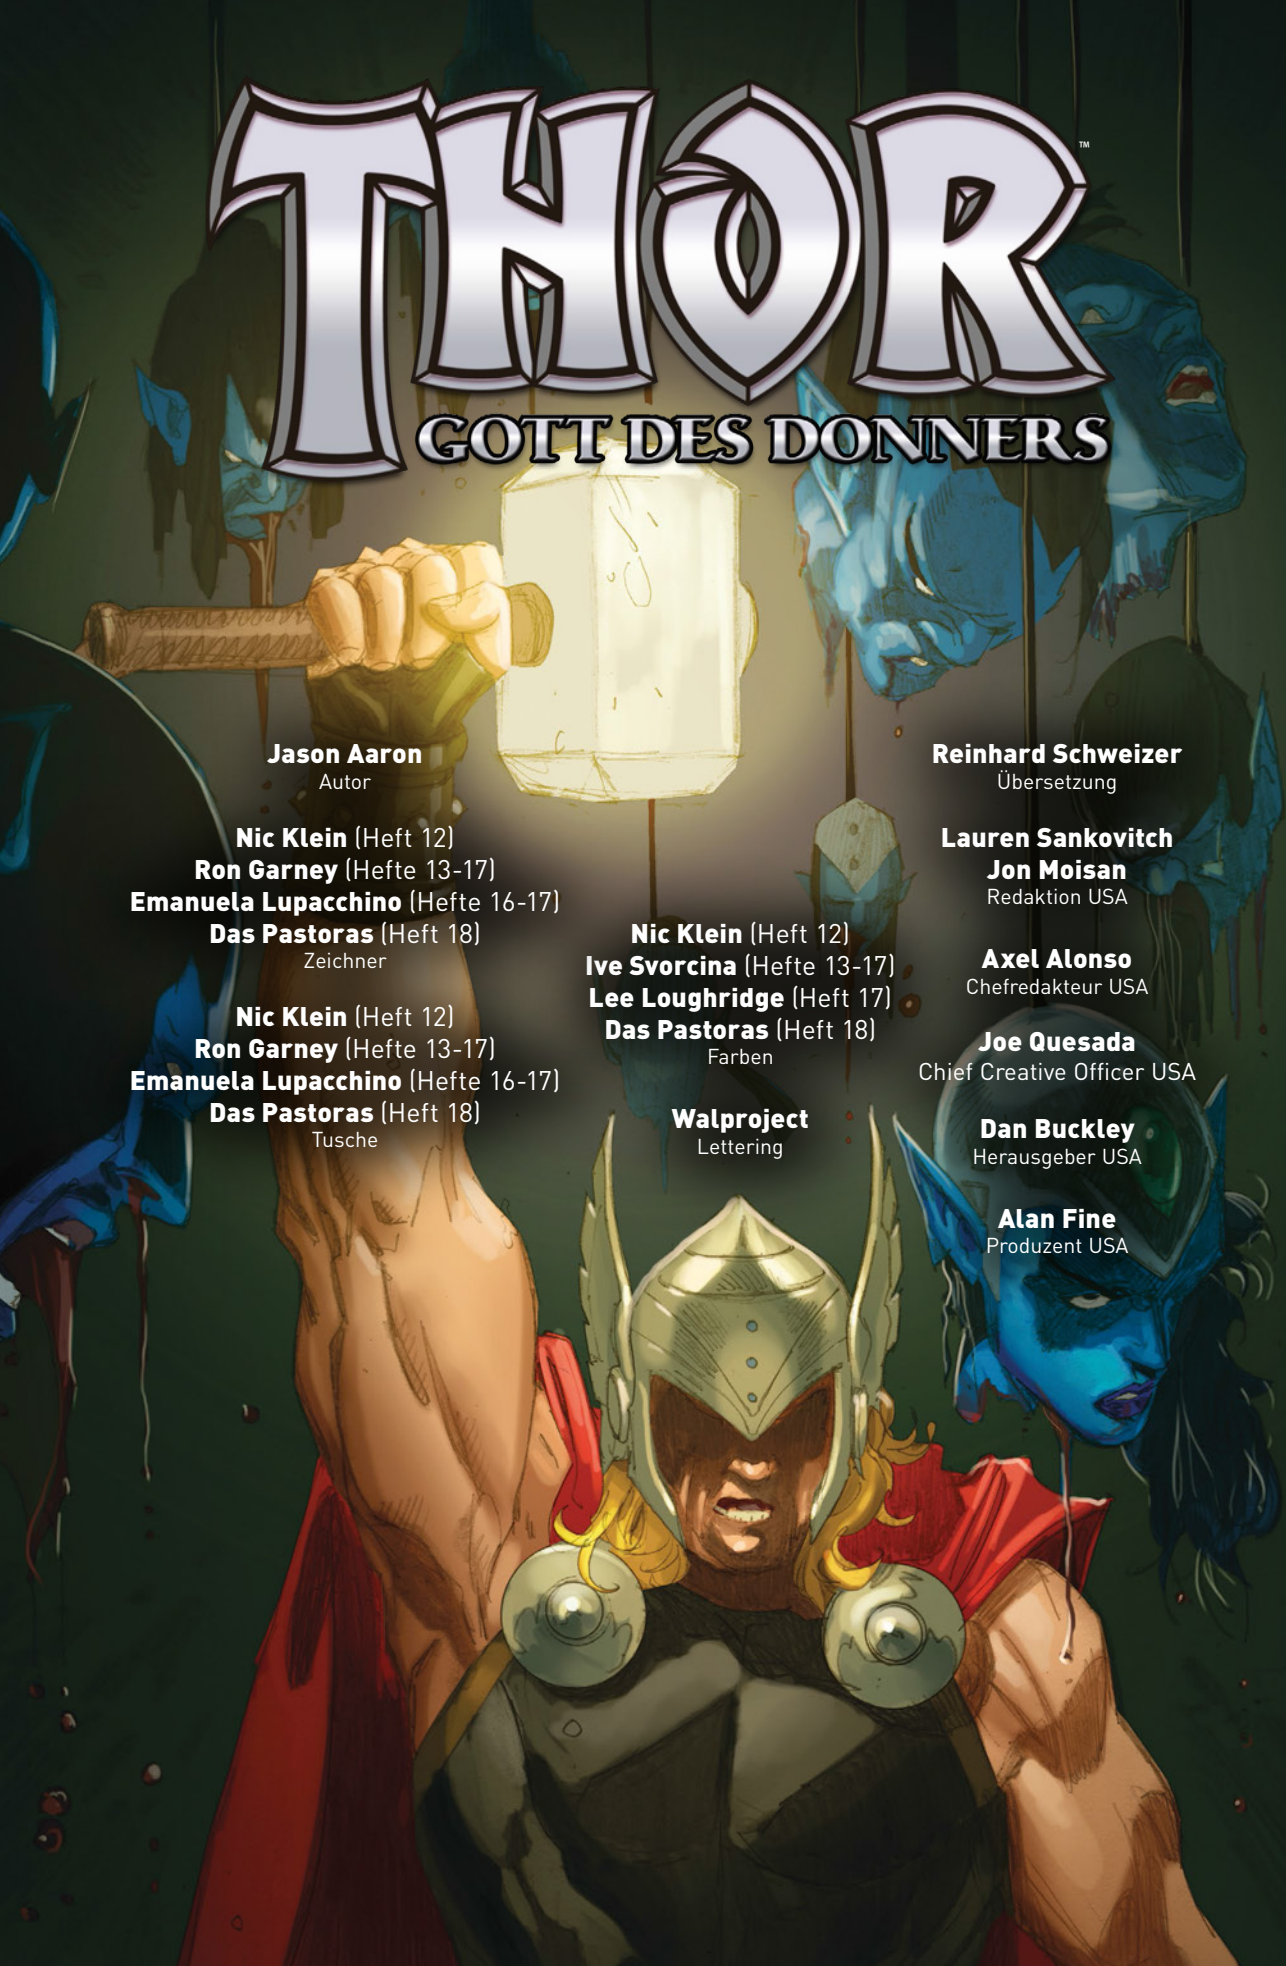 THOR
™
GOTT DES DONNERS
Jason Aaron
Autor
Nic Klein (Heft 12)
Ron Garney (Hefte 13-17)
Emanuela Lupacchino (Hefte 16-17)
Das Pastoras (Heft 18)
Zeichner
Nic Klein (Heft 12)
Ron Garney (Hefte 13-17)
Emanuela Lupacchino (Hefte 16-17)
Das Pastoras (Heft 18)
Tusche
Nic Klein (Heft 12)
Ive Svorcina (Hefte 13-17)
Lee Loughridge (Heft 17)
Das Pastoras (Heft 18)
Farben
Walproject
Lettering
Reinhard Schweizer
Übersetzung
Lauren Sankovitch
Jon Moisan
Redaktion USA
Axel Alonso
Chefredakteur USA
Joe Quesada
Chief Creative Officer USA
Dan Buckley
Herausgeber USA
Alan Fine
Produzent USA